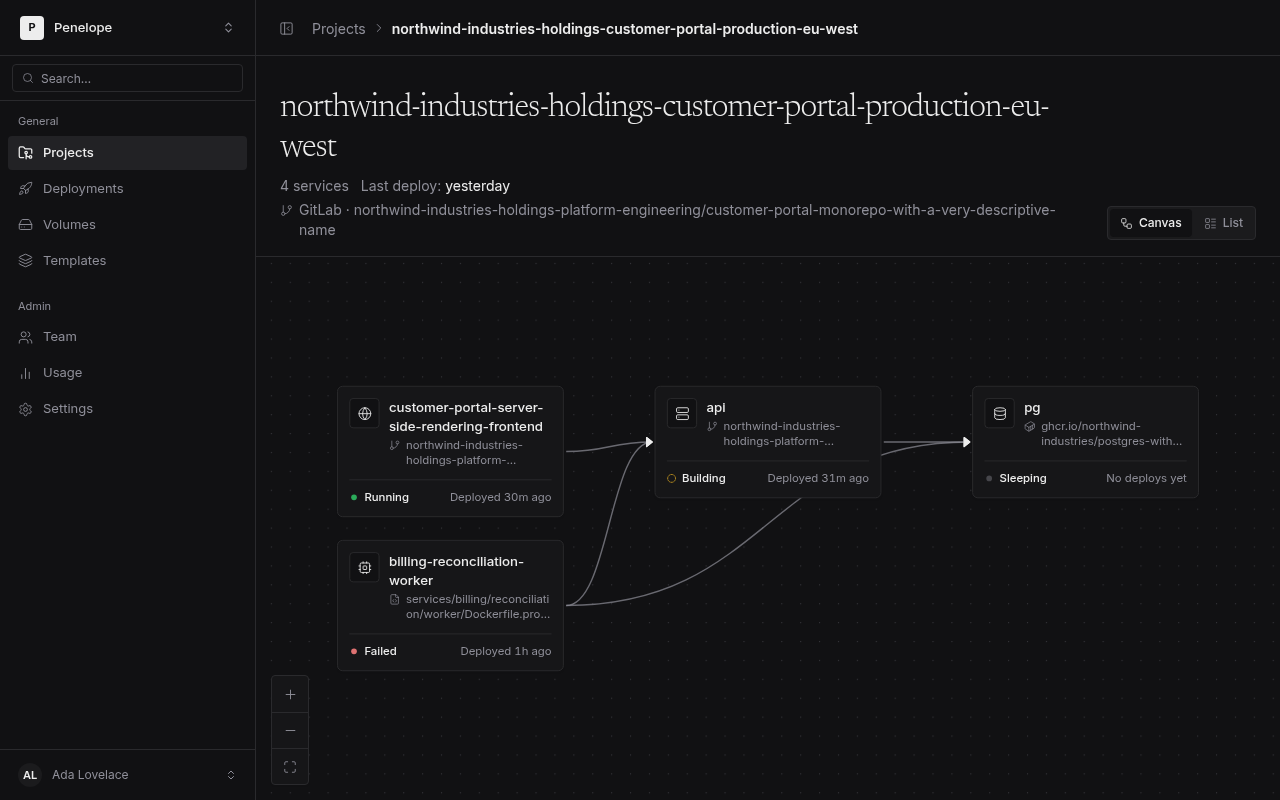 P Penelope
Search...
General
Projects
Deployments
Volumes
Templates
Admin
Team
Usage
Settings
AL Ada Lovelace
Projects northwind-industries-holdings-customer-portal-production-eu-west
northwind-industries-holdings-customer-portal-production-eu-
west
4 services Last deploy: yesterday
GitLab · northwind-industries-holdings-platform-engineering/customer-portal-monorepo-with-a-very-descriptive-
name
Canvas List
customer-portal-server-
side-rendering-frontend
northwind-industries-
holdings-platform-...
Running Deployed 30m ago
api
northwind-industries-
holdings-platform-...
Building Deployed 31m ago
pg
ghcr.io/northwind-
industries/postgres-with...
Sleeping No deploys yet
billing-reconciliation-
worker
services/billing/reconciliati
on/worker/Dockerfile.pro...
Failed Deployed 1h ago